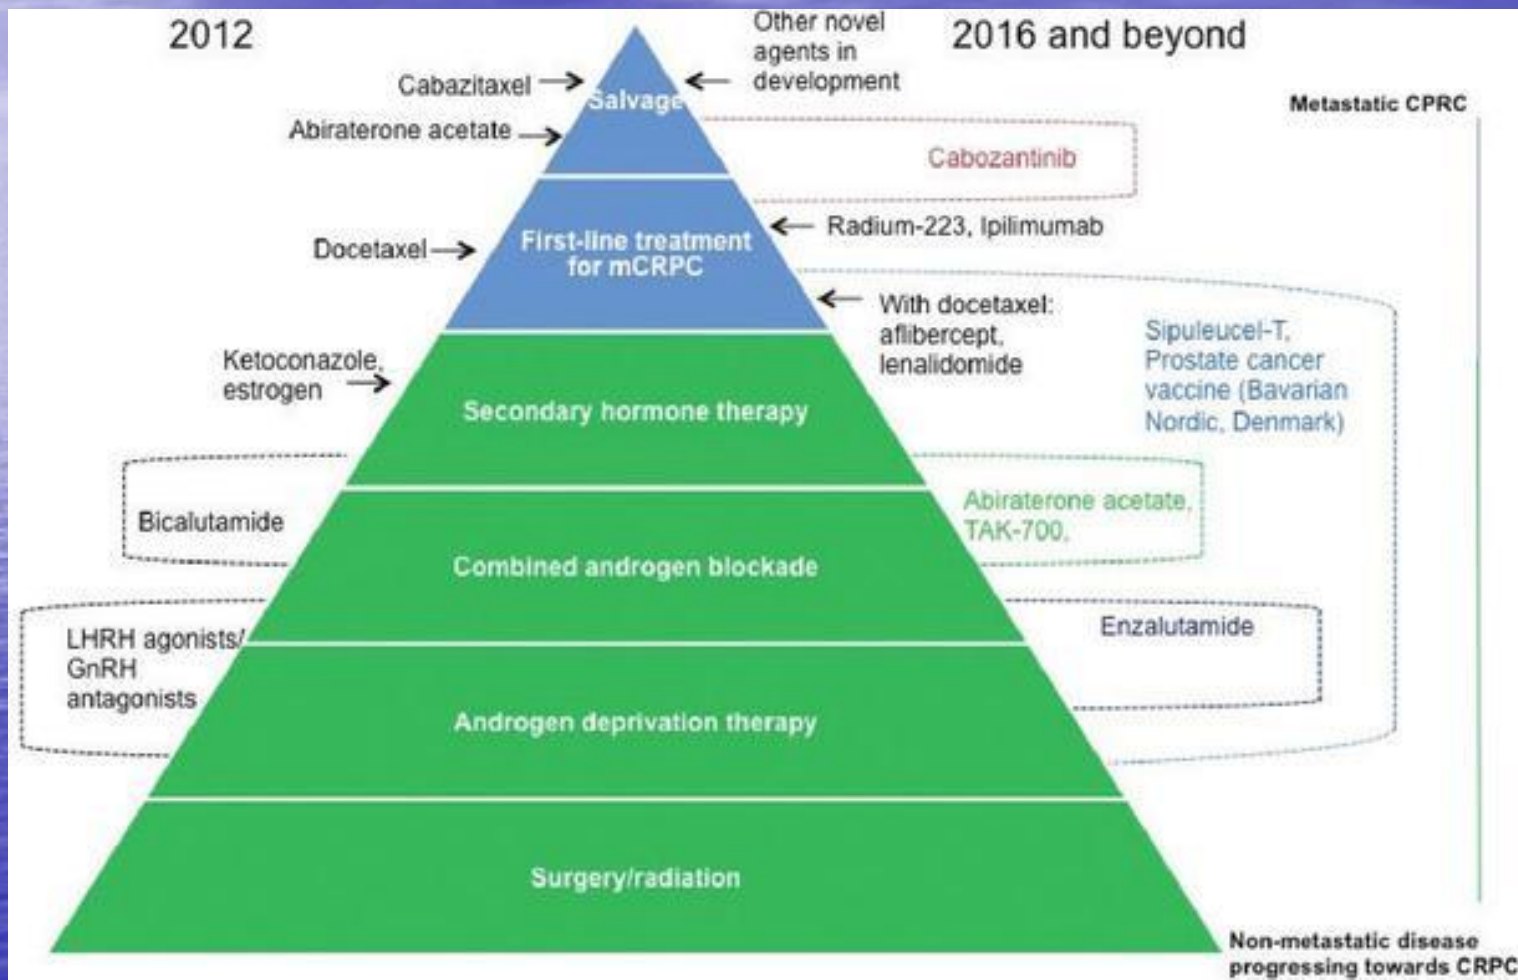 2012
2016 and beyond
Other novel
agents in
development
Cabazitaxel
Salvage
Metastatic CPRC
Abiraterone acetate
Cabozantinib
Radium-223, Ipilimumab
Docetaxel
First-line treatment
for mCRPC
With docetaxel:
aflibercept,
lenalidomide
Sipuleucel-T,
Prostate cancer
vaccine (Bavarian
Nordic, Denmark)
Ketoconazole,
estrogen
Secondary hormone therapy
Bicalutamide
Abiraterone acetate,
TAK-700,
Combined androgen blockade
LHRH agonists/
GnRH
antagonists
Enzalutamide
Androgen deprivation therapy
Surgery/radiation
Non-metastatic disease
progressing towards CRPC